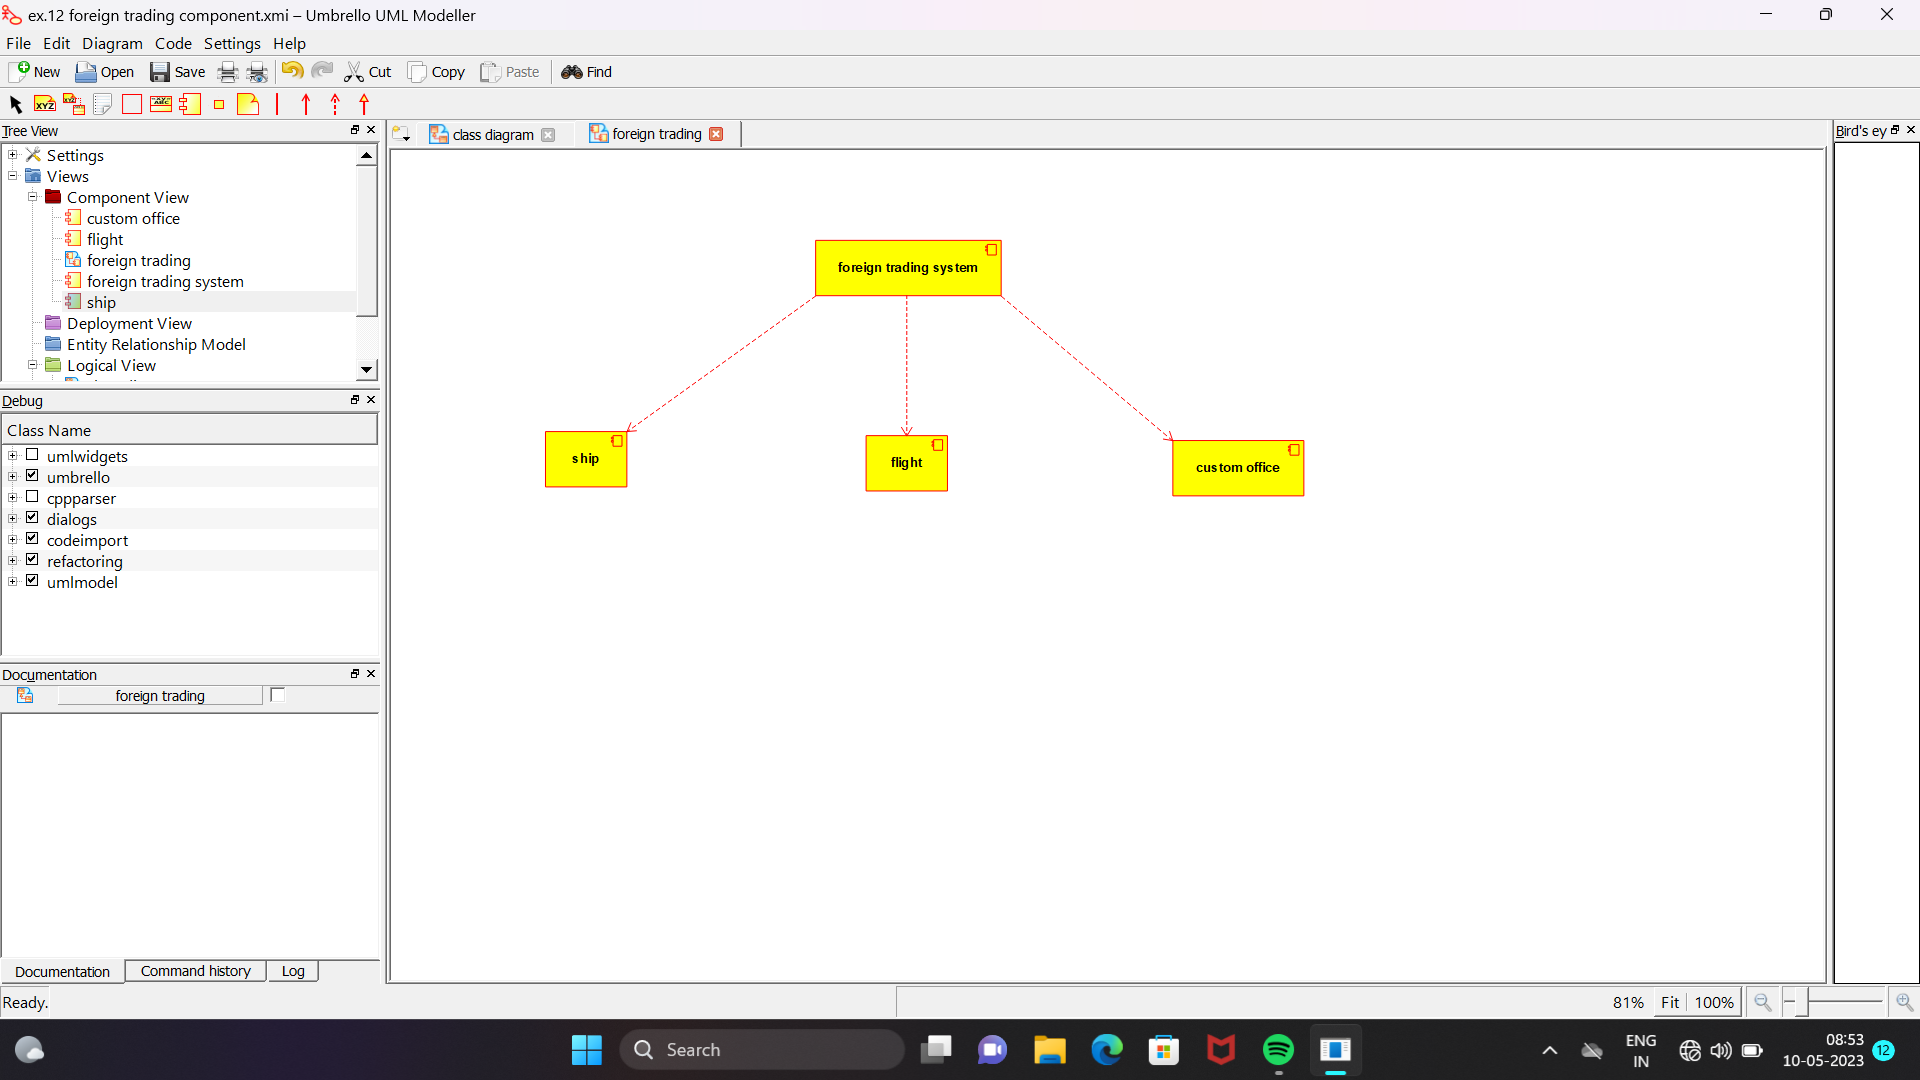 ex.12 foreign trading component.xmi – Umbrello UML Modeller
File Edit Diagram Code Settings Help
New Open Save Cut Copy Paste Find
XYZ XYZ ABC
Tree View
Settings
Views
Component View
custom office
flight
foreign trading
foreign trading system
ship
Deployment View
Entity Relationship Model
Logical View
Debug
Class Name
umlwidgets
umbrello
cppparser
dialogs
codeimport
refactoring
umlmodel
Documentation
foreign trading
Documentation Command history Log
class diagram foreign trading
foreign trading system
ship
flight
custom office
Bird's ey
Ready.
81% Fit 100%
Search
ENG
IN
08:53
10-05-2023
12